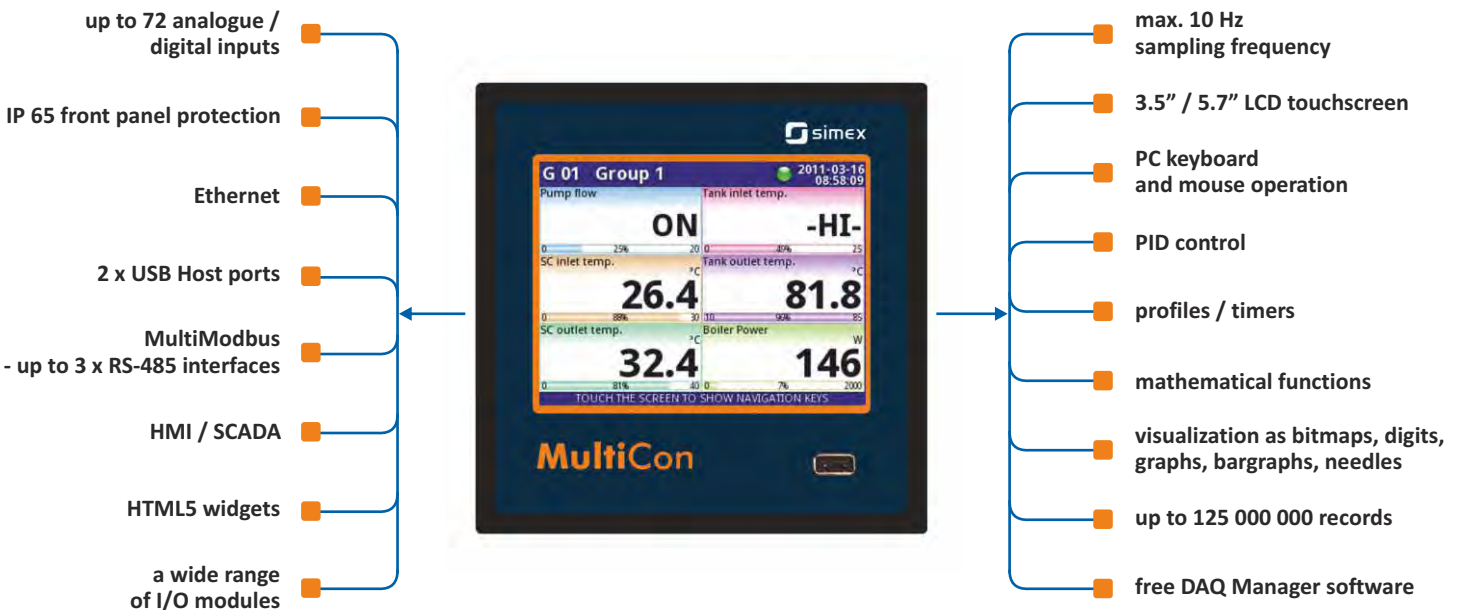 up to 72 analogue /
digital inputs
IP 65 front panel protection
Ethernet
2 x USB Host ports
MultiModbus
- up to 3 x RS-485 interfaces
HMI / SCADA
HTML5 widgets
a wide range
of I/O modules
simex
G 01 Group 1
2011-03-16
08:58:09
Pump flow
ON
0 25% 20
Tank inlet temp.
-HI-
0 49% 25
SC inlet temp.
°C
26.4
0 88% 30
Tank outlet temp.
°C
81.8
10 96% 85
SC outlet temp.
°C
32.4
0 81% 40
Boiler Power
W
146
0 7% 2000
TOUCH THE SCREEN TO SHOW NAVIGATION KEYS
MultiCon
max. 10 Hz
sampling frequency
3.5” / 5.7” LCD touchscreen
PC keyboard
and mouse operation
PID control
profiles / timers
mathematical functions
visualization as bitmaps, digits,
graphs, bargraphs, needles
up to 125 000 000 records
free DAQ Manager software